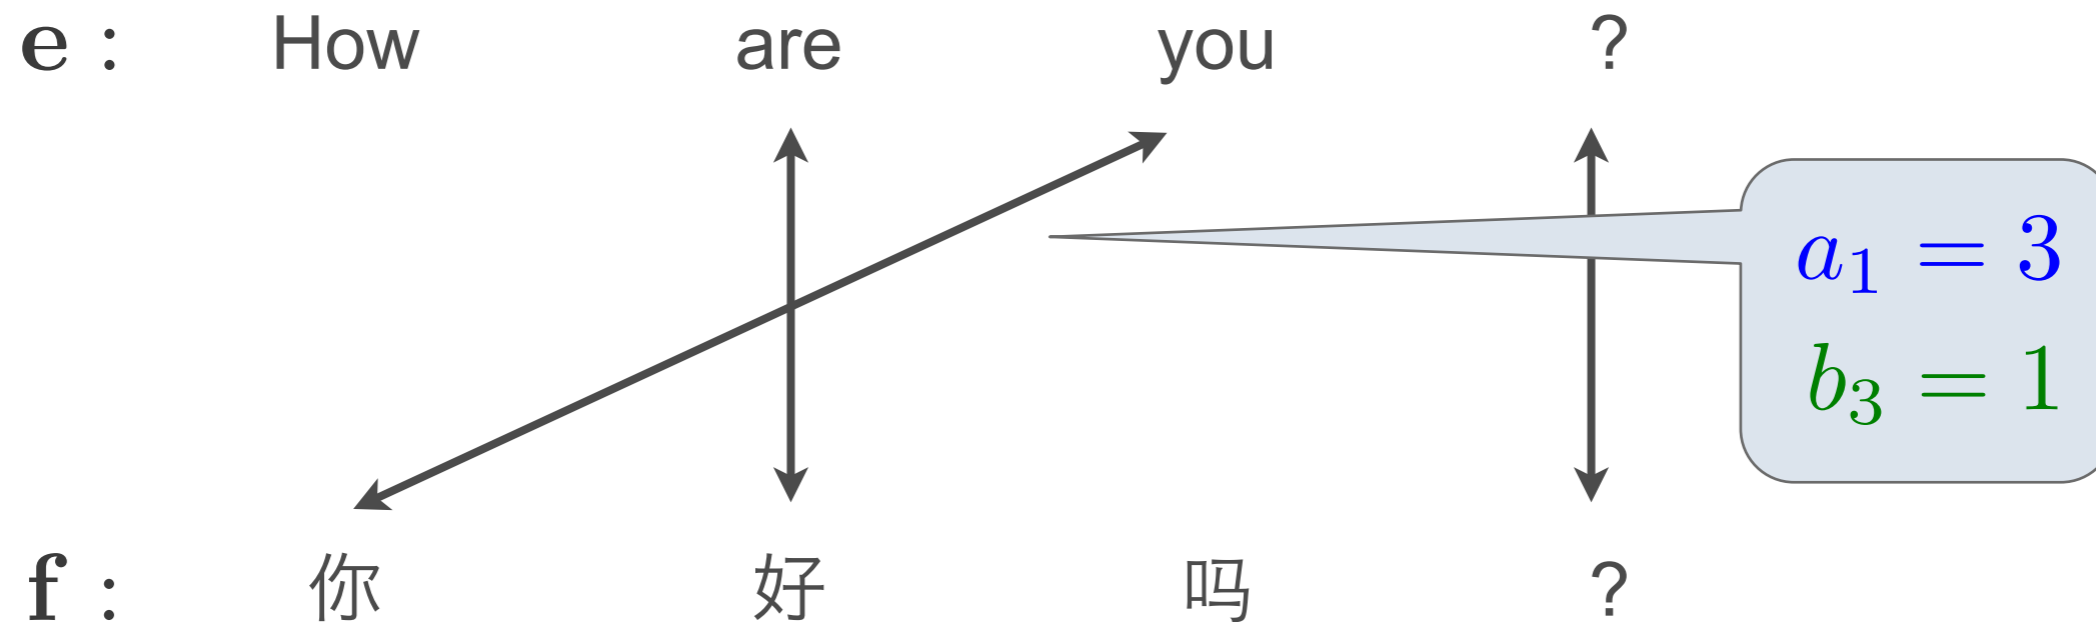 e : How are you ?
a₁ = 3
b₃ = 1
f : 你 好 吗 ?